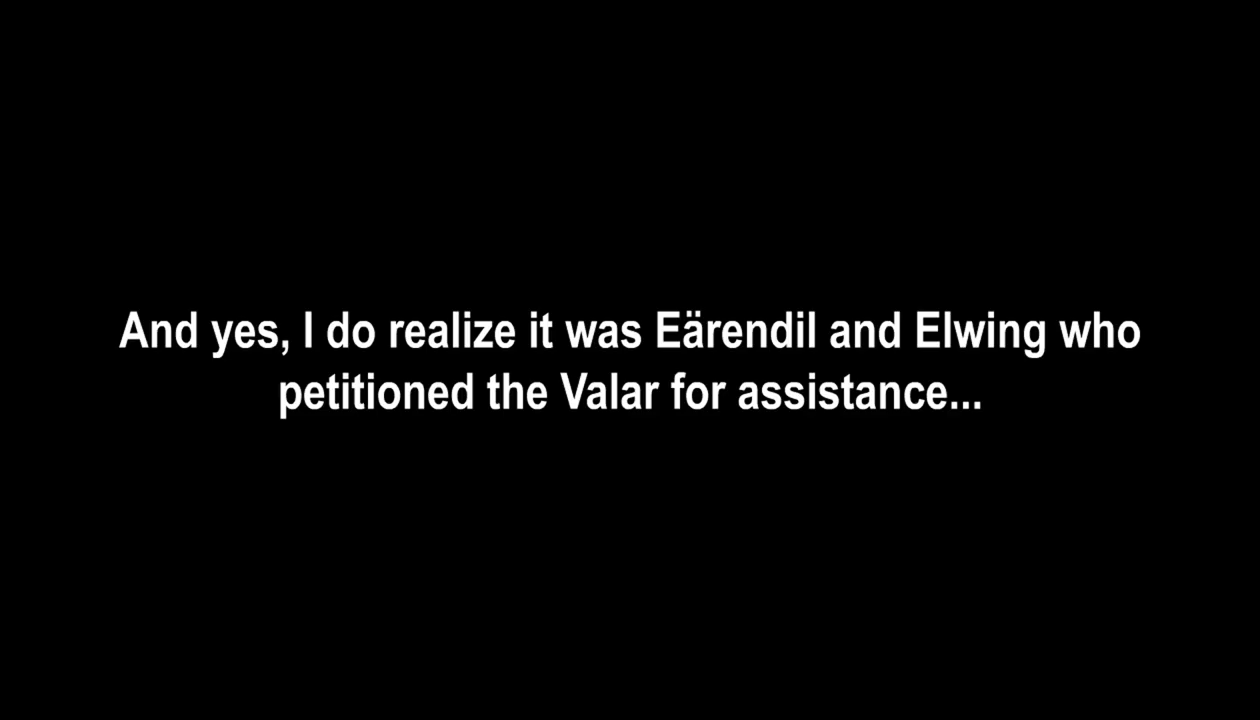 And yes, I do realize it was Eärendil and Elwing who
petitioned the Valar for assistance...